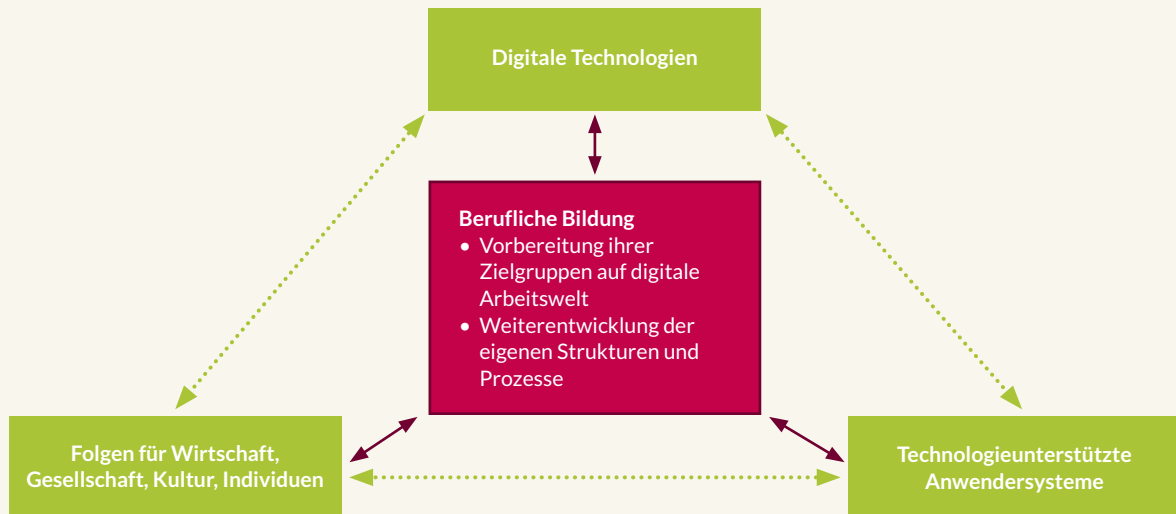 Digitale Technologien
Berufliche Bildung
• Vorbereitung ihrer
Zielgruppen auf digitale
Arbeitswelt
• Weiterentwicklung der
eigenen Strukturen und
Prozesse
Folgen für Wirtschaft,
Gesellschaft, Kultur, Individuen
Technologieunterstützte
Anwendersysteme